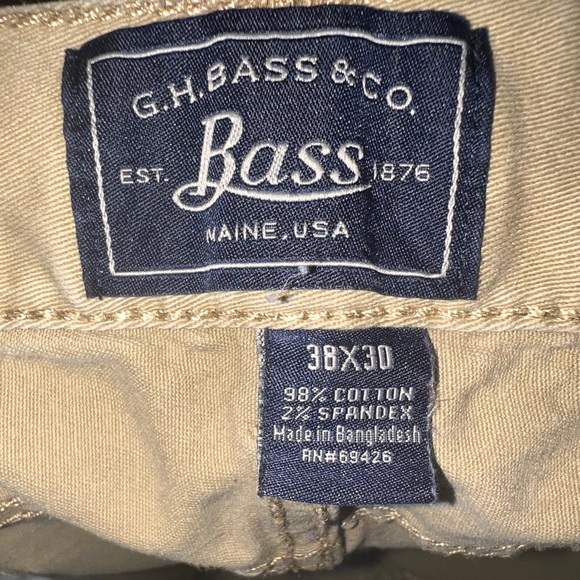 G.H.BASS & CO.
EST. Bass 1876
MAINE, USA
38X30
98% COTTON
2% SPANDEX
Made in Bangladesh
RN#69426